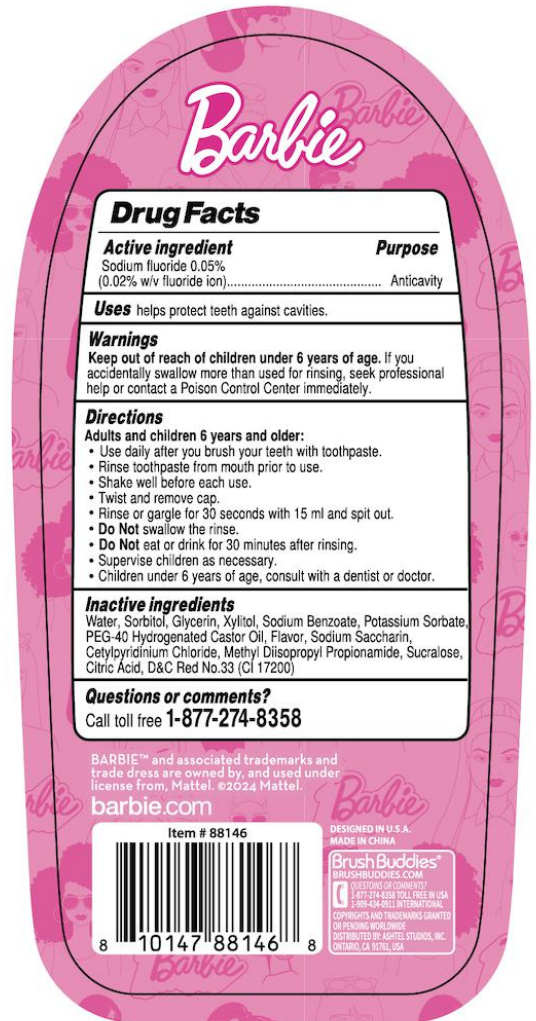 Barbie
Drug Facts
Active ingredient Purpose
Sodium fluoride 0.05%
(0.02% w/v fluoride ion)............................................. Anticavity
Uses helps protect teeth against cavities.
Warnings
Keep out of reach of children under 6 years of age. If you
accidentally swallow more than used for rinsing, seek professional
help or contact a Poison Control Center immediately.
Directions
Adults and children 6 years and older:
• Use daily after you brush your teeth with toothpaste.
• Rinse toothpaste from mouth prior to use.
• Shake well before each use.
• Twist and remove cap.
• Rinse or gargle for 30 seconds with 15 ml and spit out.
• Do Not swallow the rinse.
• Do Not eat or drink for 30 minutes after rinsing.
• Supervise children as necessary.
• Children under 6 years of age, consult with a dentist or doctor.
Inactive ingredients
Water, Sorbitol, Glycerin, Xylitol, Sodium Benzoate, Potassium Sorbate,
PEG-40 Hydrogenated Castor Oil, Flavor, Sodium Saccharin,
Cetylpyridinium Chloride, Methyl Diisopropyl Propionamide, Sucralose,
Citric Acid, D&C Red No.33 (CI 17200)
Questions or comments?
Call toll free 1-877-274-8358
BARBIE™ and associated trademarks and
trade dress are owned by, and used under
license from, Mattel. ©2024 Mattel.
barbie.com
Barbie
Item # 88146
8 10147 88146 8
DESIGNED IN U.S.A.
MADE IN CHINA
Brush Buddies®
BRUSHBUDDIES.COM
QUESTOINS OR COMMENTS?
1-877-274-8358 TOLL FREE IN USA
1-909-434-0911 INTERNATIONAL
COPYRIGHTS AND TRADEMARKS GRANTED
OR PENDING WORLDWIDE
DISTRIBUTED BY: ASHTEL STUDIOS, INC.
ONTARIO, CA 91761, USA
Barbie